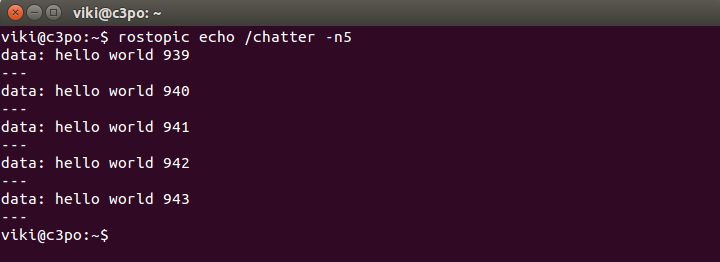 viki@c3po: ~
viki@c3po:~$ rostopic echo /chatter -n5
data: hello world 939
---
data: hello world 940
---
data: hello world 941
---
data: hello world 942
---
data: hello world 943
---
viki@c3po:~$